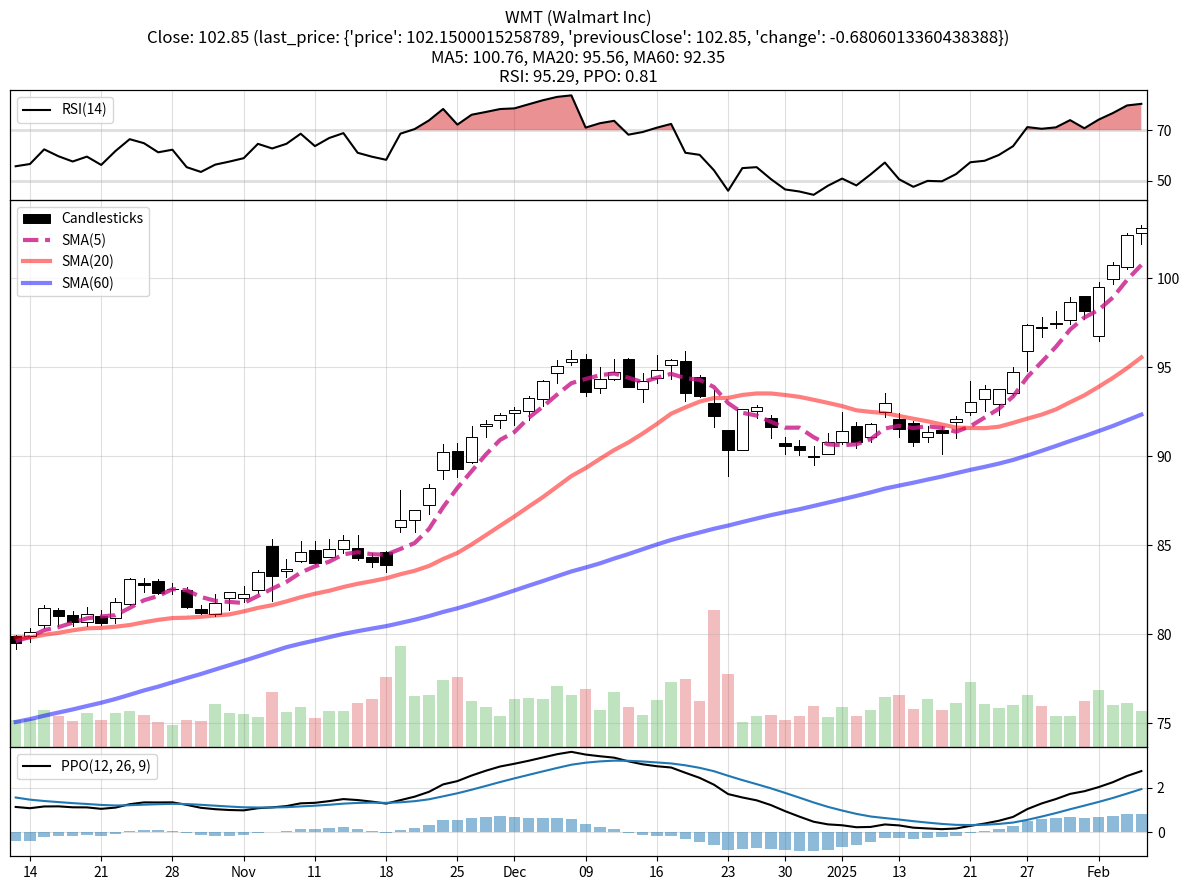 WMT (Walmart Inc)
Close: 102.85 (last_price: {'price': 102.1500015258789, 'previousClose': 102.85, 'change': -0.6806013360438388})
MA5: 100.76, MA20: 95.56, MA60: 92.35
RSI: 95.29, PPO: 0.81
RSI(14)
70
50
Candlesticks
SMA(5)
SMA(20)
SMA(60)
100
95
90
85
80
75
PPO(12, 26, 9)
2
0
14 21 28 Nov 11 18 25 Dec 09 16 23 30 2025 13 21 27 Feb